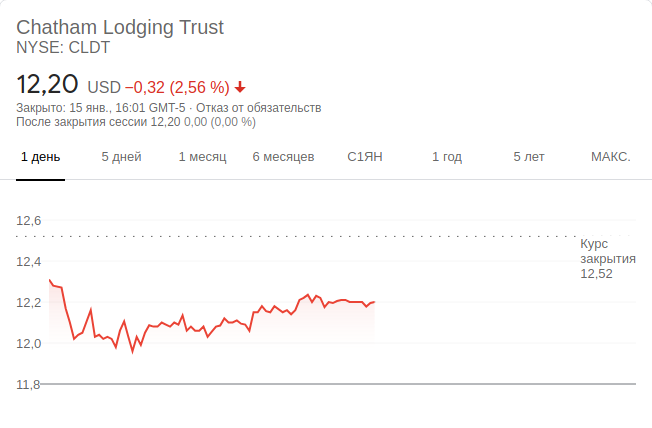 Chatham Lodging Trust
NYSE: CLDT
12,20 USD −0,32 (2,56 %)
Закрыто: 15 янв., 16:01 GMT-5 · Отказ от обязательств
После закрытия сессии 12,20 0,00 (0,00 %)
1 день 5 дней 1 месяц 6 месяцев С1ЯН 1 год 5 лет МАКС.
12,6
Курс
закрытия
12,52
12,4
12,2
12,0
11,8